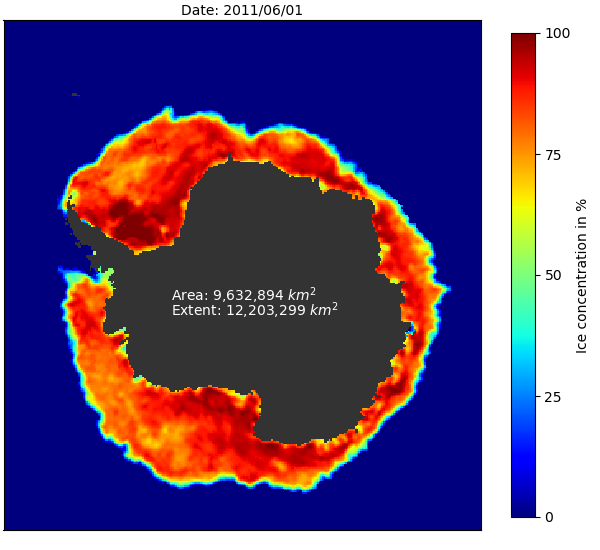 Date: 2011/06/01
100
75
50
25
0
Ice concentration in %
Area: 9,632,894 km²
Extent: 12,203,299 km²